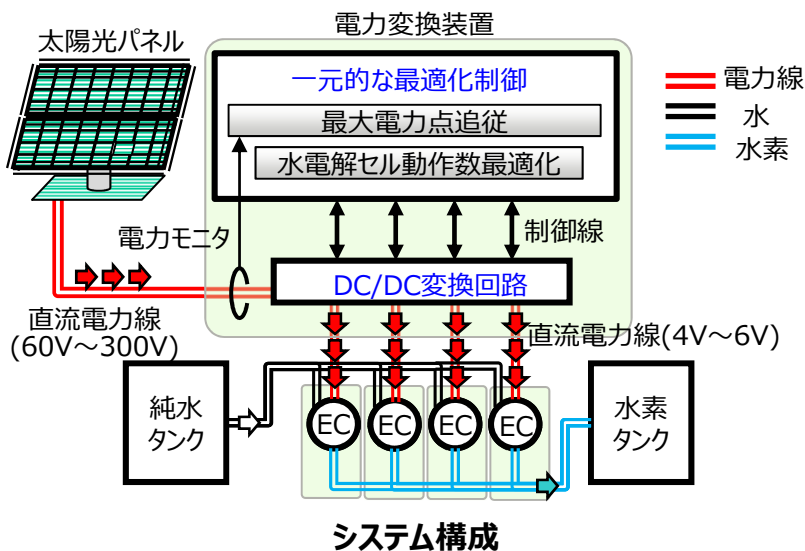 電力変換装置
太陽光パネル
一元的な最適化制御
最大電力点追従
水電解セル動作数最適化
電力線
水
水素
電力モニタ
制御線
DC/DC変換回路
直流電力線
(60V～300V)
直流電力線(4V～6V)
純水
タンク
EC
EC
EC
EC
水素
タンク
システム構成